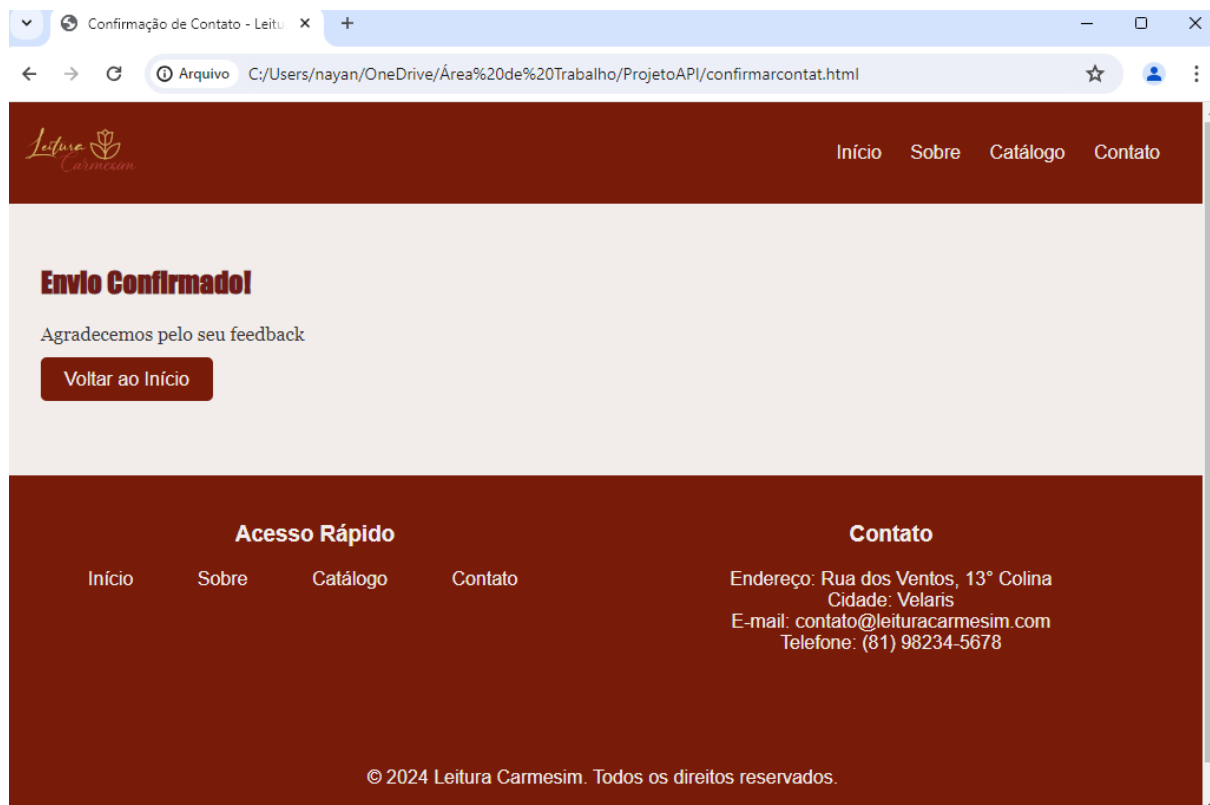 Confirmação de Contato - Leitu
Arquivo C:/Users/nayan/OneDrive/Área%20de%20Trabalho/ProjetoAPI/confirmarcontat.html
Leitura
Carmesim
Início Sobre Catálogo Contato
Envio Confirmado!
Agradecemos pelo seu feedback
Voltar ao Início
Acesso Rápido
Início Sobre Catálogo Contato
Contato
Endereço: Rua dos Ventos, 13° Colina
Cidade: Velaris
E-mail: contato@leituracarmesim.com
Telefone: (81) 98234-5678
© 2024 Leitura Carmesim. Todos os direitos reservados.